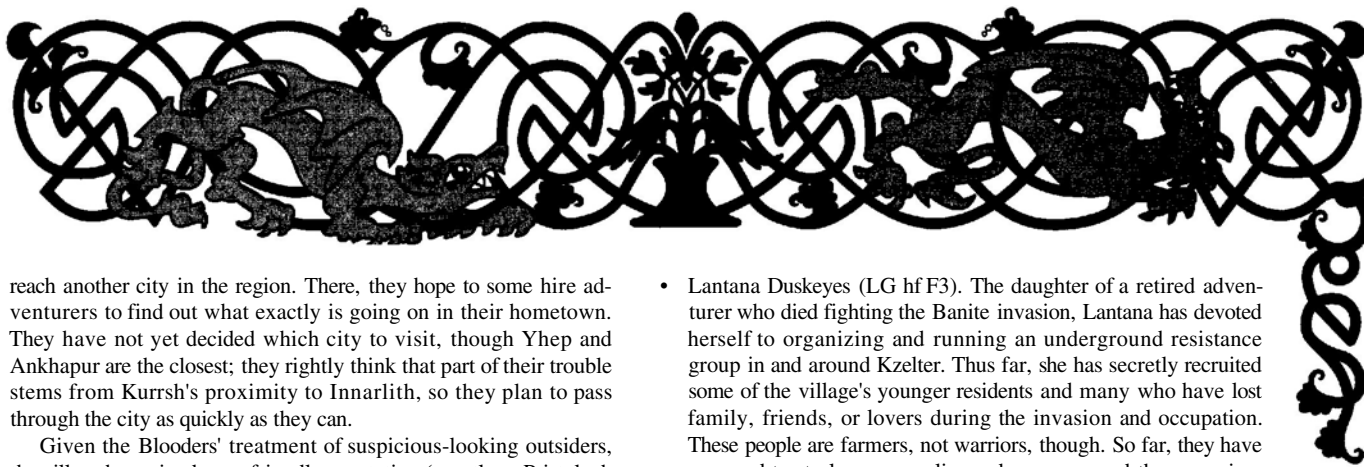 reach another city in the region. There, they hope to some hire ad-
venturers to find out what exactly is going on in their hometown.
They have not yet decided which city to visit, though Yhep and
Ankhapur are the closest; they rightly think that part of their trouble
stems from Kurrsh's proximity to Innarlith, so they plan to pass
through the city as quickly as they can.
Given the Blooders' treatment of suspicious-looking outsiders,
• Lantana Duskeyes (LG hf F3). The daughter of a retired adven-
turer who died fighting the Banite invasion, Lantana has devoted
herself to organizing and running an underground resistance
group in and around Kzelter. Thus far, she has secretly recruited
some of the village's younger residents and many who have lost
family, friends, or lovers during the invasion and occupation.
These people are farmers, not warriors, though. So far, they have